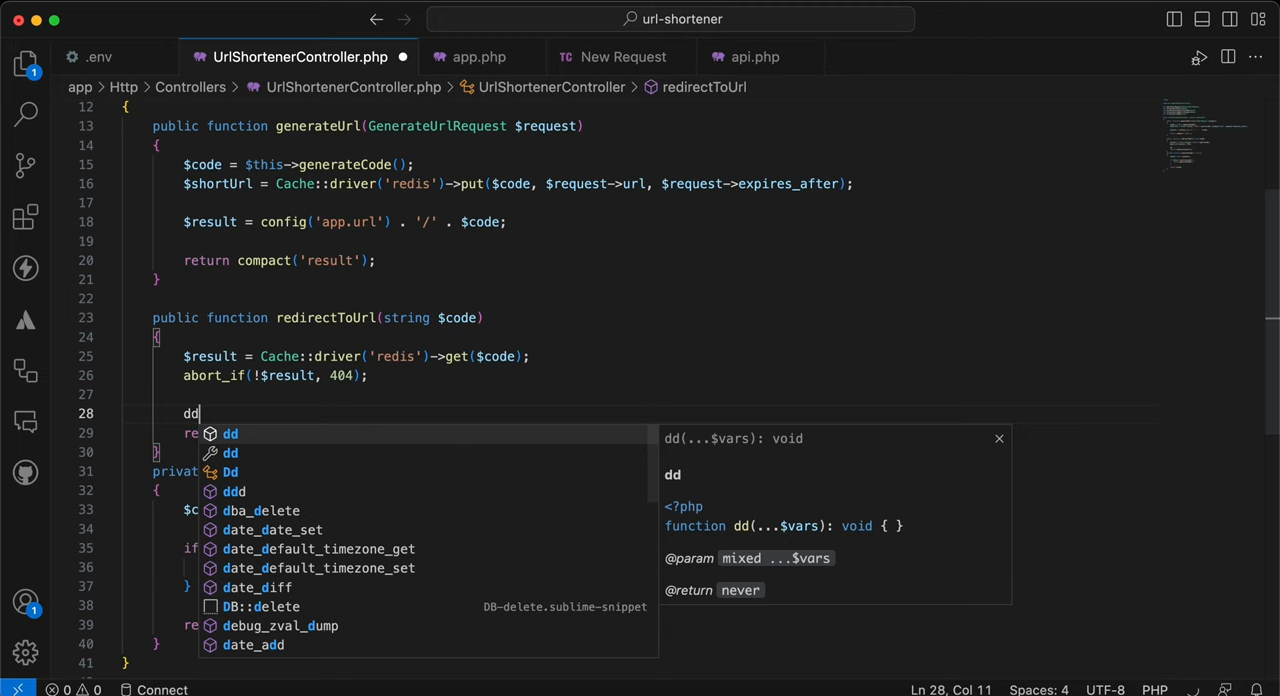 url-shortener
.env
UrlShortenerController.php
app.php
TC New Request
api.php
app > Http > Controllers > UrlShortenerController.php > UrlShortenerController > redirectToUrl
12 {
13 public function generateUrl(GenerateUrlRequest $request)
14 {
15 $code = $this->generateCode();
16 $shortUrl = Cache::driver('redis')->put($code, $request->url, $request->expires_after);
17
18 $result = config('app.url') . '/' . $code;
19
20 return compact('result');
21 }
22
23 public function redirectToUrl(string $code)
24 {
25 $result = Cache::driver('redis')->get($code);
26 abort_if(!$result, 404);
27
28 dd
29 re
30 }
31 privat
32 {
33 $c
34
35 if
36
37 }
38
39 re
40 }
41 }
dd
dd
Dd
ddd
dba_delete
date_date_set
date_default_timezone_get
date_default_timezone_set
date_diff
DB::delete DB-delete.sublime-snippet
debug_zval_dump
date_add
dd(...$vars): void
dd
<?php
function dd(...$vars): void { }
@param mixed ...$vars
@return never
1
1
0 0 Connect
Ln 28, Col 11 Spaces: 4 UTF-8 PHP